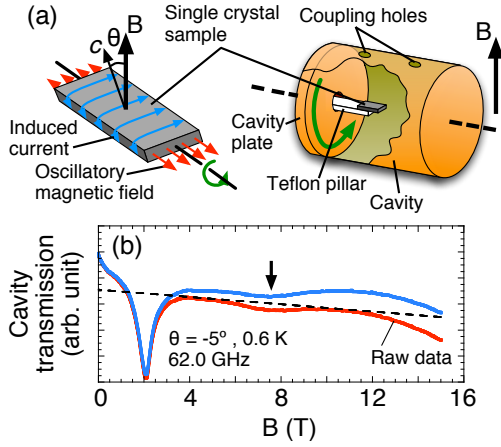 (a)
θ
c
B
Single crystal
sample
Coupling holes
B
Induced
current
Oscillatory
magnetic field
Cavity
plate
Teflon pillar
Cavity
(b)
Cavity
transmission
(arb. unit)
θ = -5º , 0.6 K
62.0 GHz
Raw data
0 4 8 12 16
B (T)